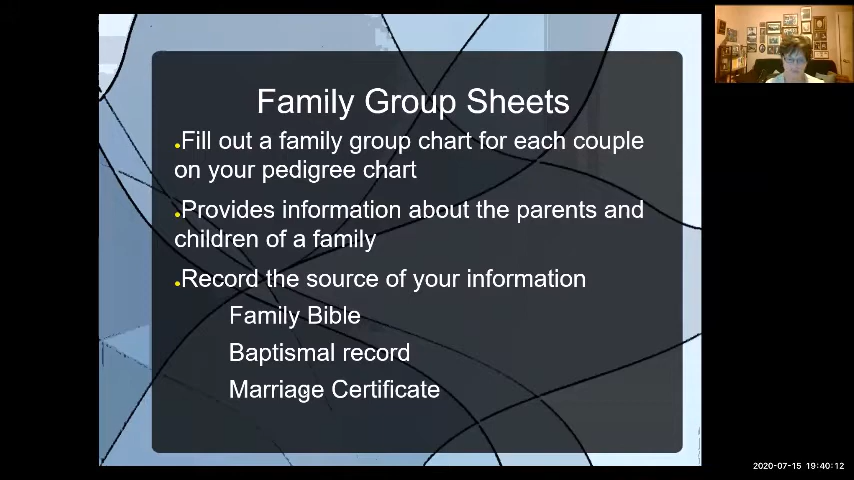 Family Group Sheets
•Fill out a family group chart for each couple
on your pedigree chart
•Provides information about the parents and
children of a family
•Record the source of your information
Family Bible
Baptismal record
Marriage Certificate
2020-07-15 19:40:12